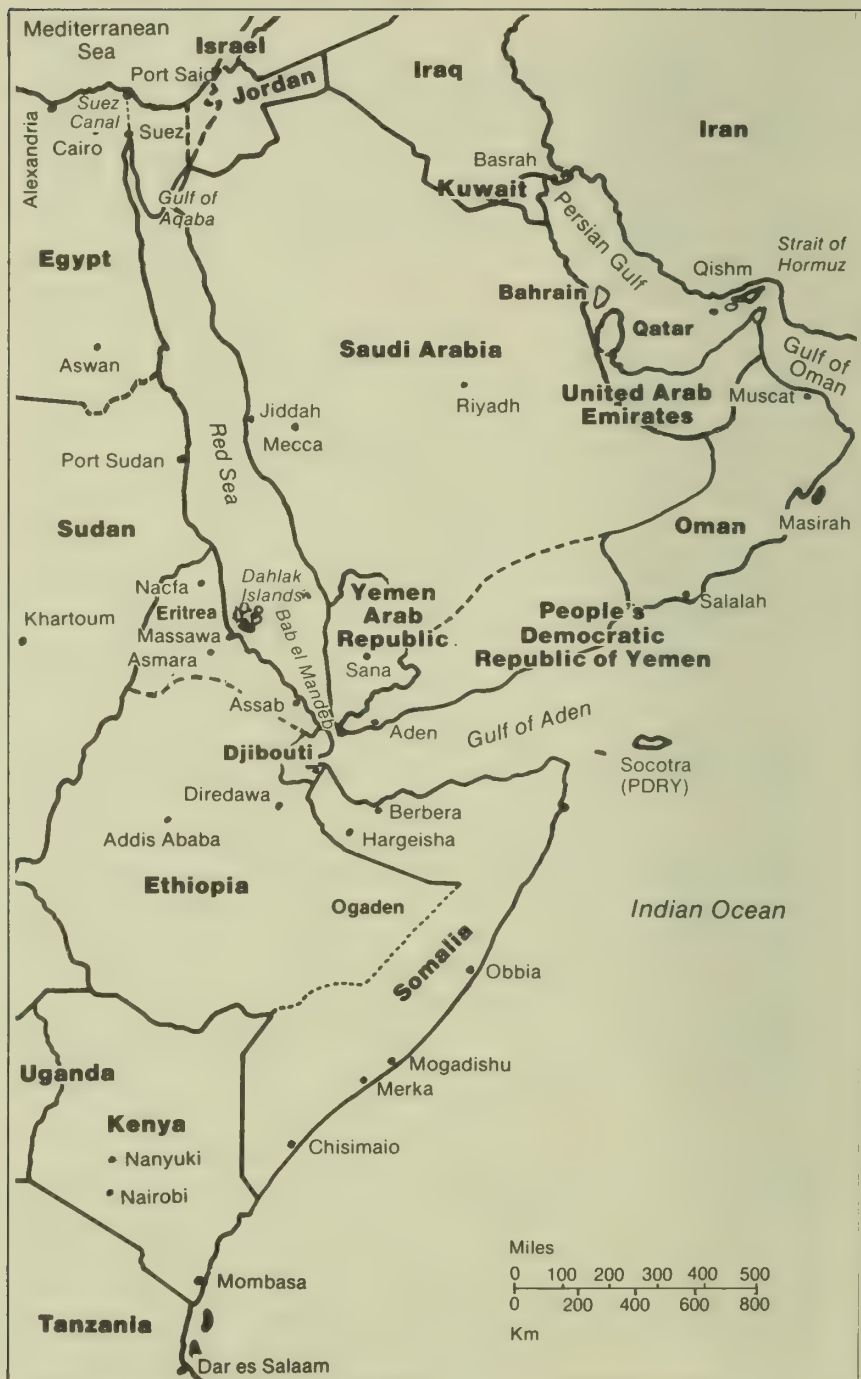 Mediterranean
Sea
Israel
Port Said
Jordan
Iraq
Iran
Suez
Canal
Suez
Alexandria
Cairo
Basrah
Kuwait
Gulf of
Aqaba
Persian Gulf
Strait of
Hormuz
Qishm
Egypt
Bahrain
Qatar
Saudi Arabia
Gulf of
Oman
Aswan
Riyadh
United Arab
Emirates
Muscat
Jiddah
Mecca
Red Sea
Port Sudan
Sudan
Oman
Masirah
Nacfa
Dahlak
Islands
Yemen
Arab
Republic
People's
Democratic
Republic of Yemen
Salalah
Khartoum
Eritrea
Massawa
Asmara
Bab el Mandeb
Sana
Assab
Aden
Gulf of Aden
Djibouti
Socotra
(PDRY)
Diredawa
Berbera
Addis Ababa
Hargeisha
Ethiopia
Ogaden
Indian Ocean
Somalia
Obbia
Uganda
Mogadishu
Merka
Kenya
Chisimaio
Nanyuki
Nairobi
Mombasa
Tanzania
Dar es Salaam
Miles
0 100 200 300 400 500
0 200 400 600 800
Km